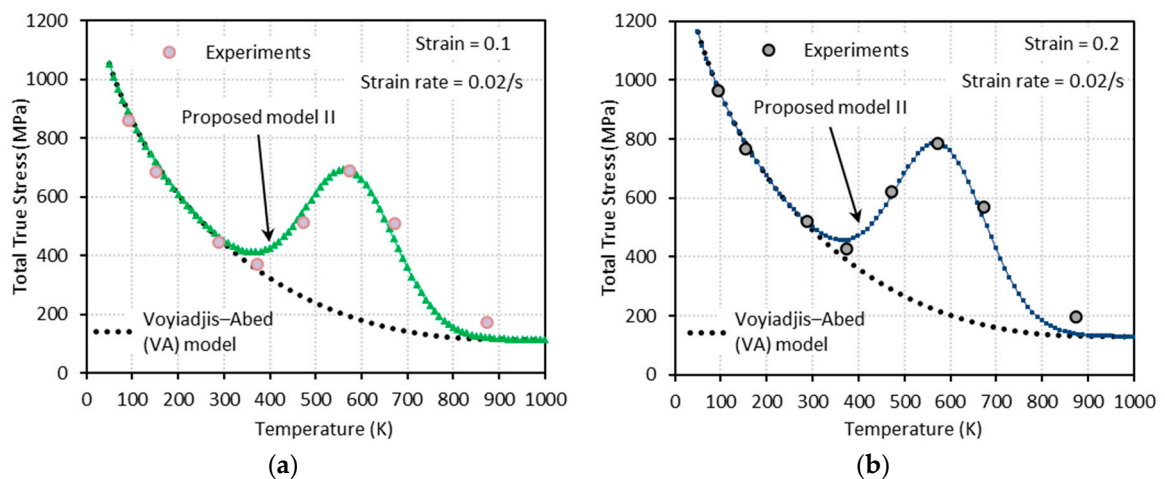 1200
1000
800
600
400
200
0
Total True Stress (MPa)
Experiments
Strain = 0.1
Strain rate = 0.02/s
Proposed model II
Voyiadjis–Abed
(VA) model
0 100 200 300 400 500 600 700 800 900 1000
Temperature (K)
(a)
1200
1000
800
600
400
200
0
Total True Stress (MPa)
Experiments
Strain = 0.2
Strain rate = 0.02/s
Proposed model II
Voyiadjis–Abed
(VA) model
0 100 200 300 400 500 600 700 800 900 1000
Temperature (K)
(b)